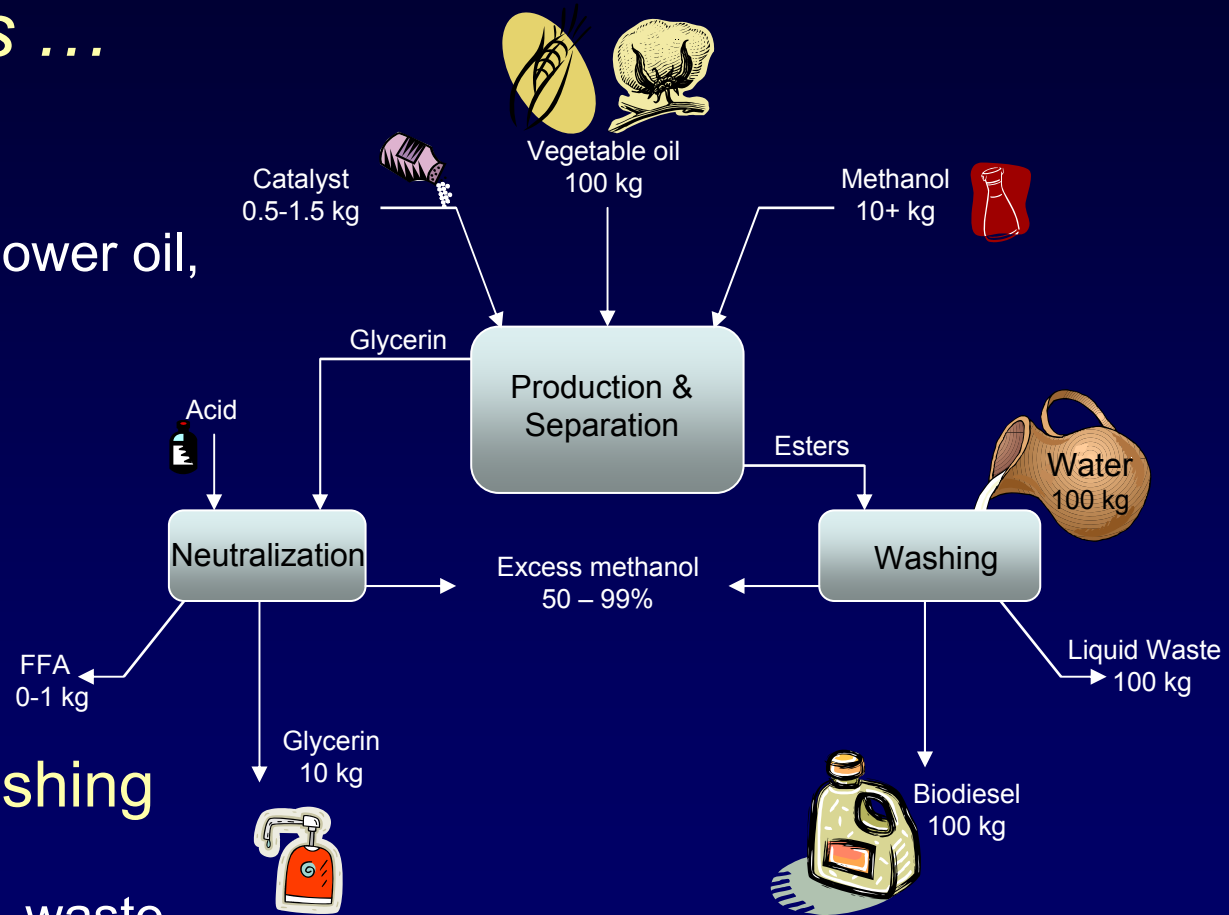 s …
Vegetable oil
100 kg
Catalyst
0.5-1.5 kg
Methanol
10+ kg
ower oil,
Glycerin
Production &
Separation
Acid
Esters
Water
100 kg
Neutralization
Excess methanol
50 – 99%
Washing
FFA
0-1 kg
Liquid Waste
100 kg
Glycerin
10 kg
shing
Biodiesel
100 kg
waste